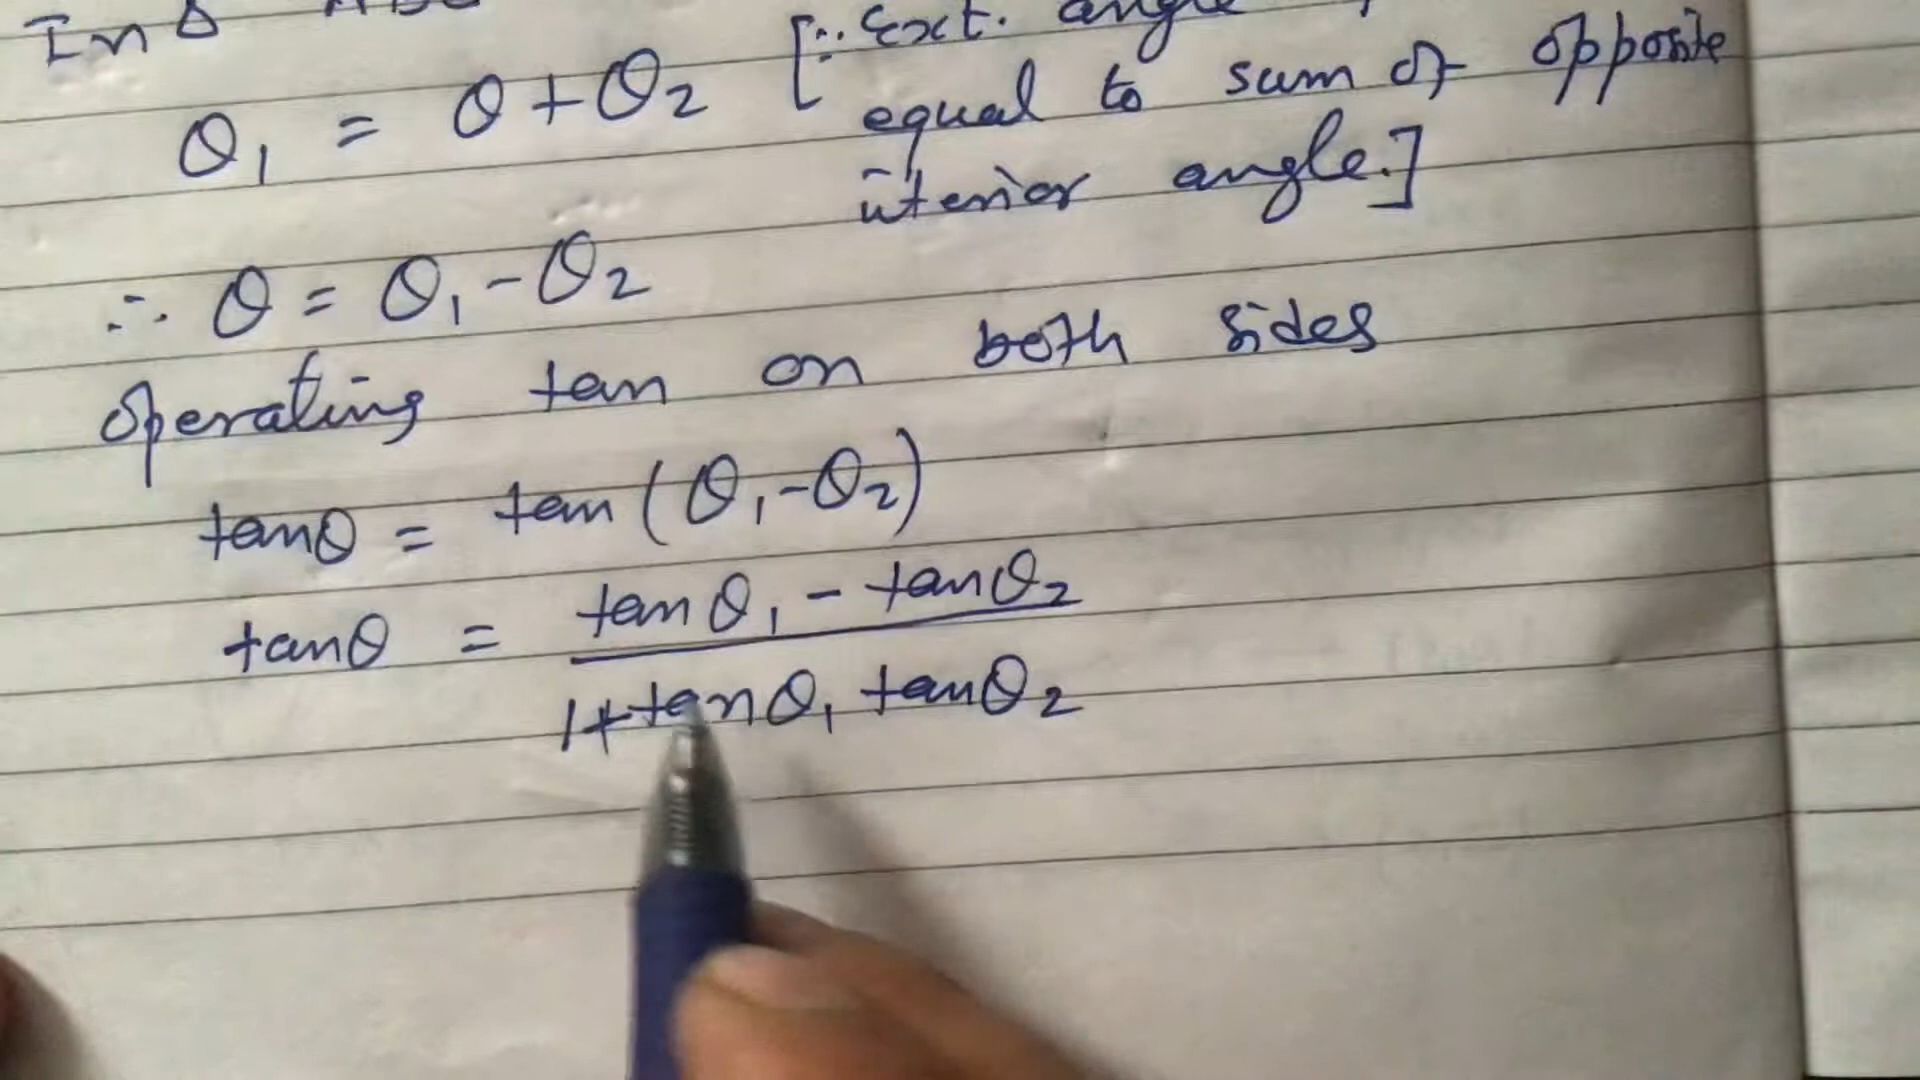 In Δ ABC
θ₁ = θ + θ₂ [∵ Ext. angle
equal to sum of opposite
interior angle.]
∴ θ = θ₁ - θ₂
operating tan on both sides
tanθ = tan(θ₁-θ₂)
tanθ = tanθ₁ - tanθ₂
1+tanθ₁ tanθ₂